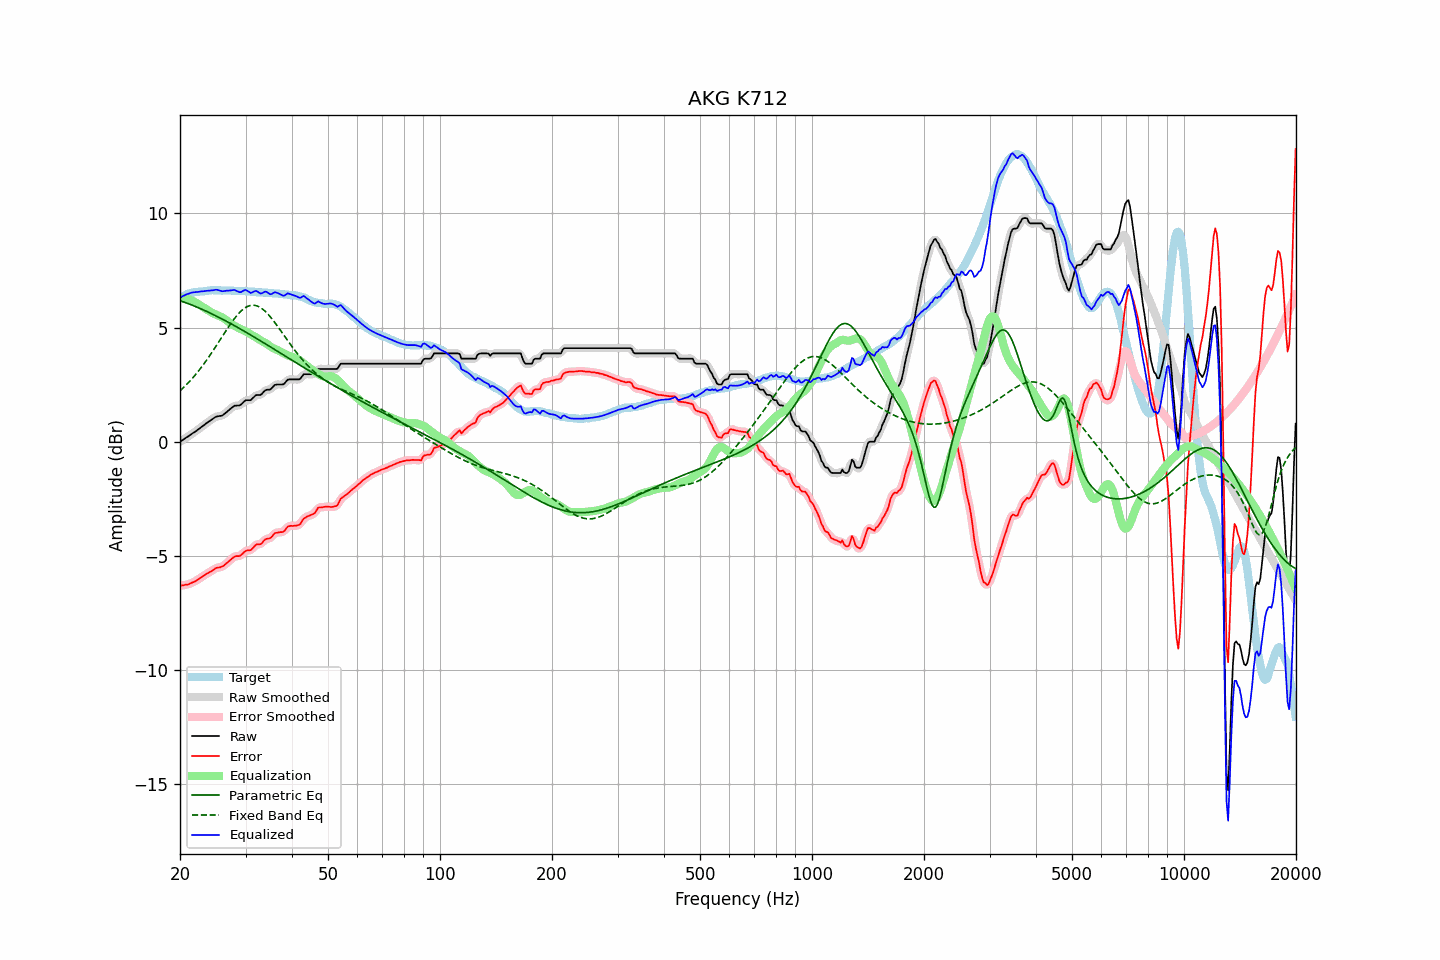 AKG K712
Amplitude (dBr)
10
5
0
−5
−10
−15
Target
Raw Smoothed
Error Smoothed
Raw
Error
Equalization
Parametric Eq
Fixed Band Eq
Equalized
20 50 100 200 500 1000 2000 5000 10000 20000
Frequency (Hz)